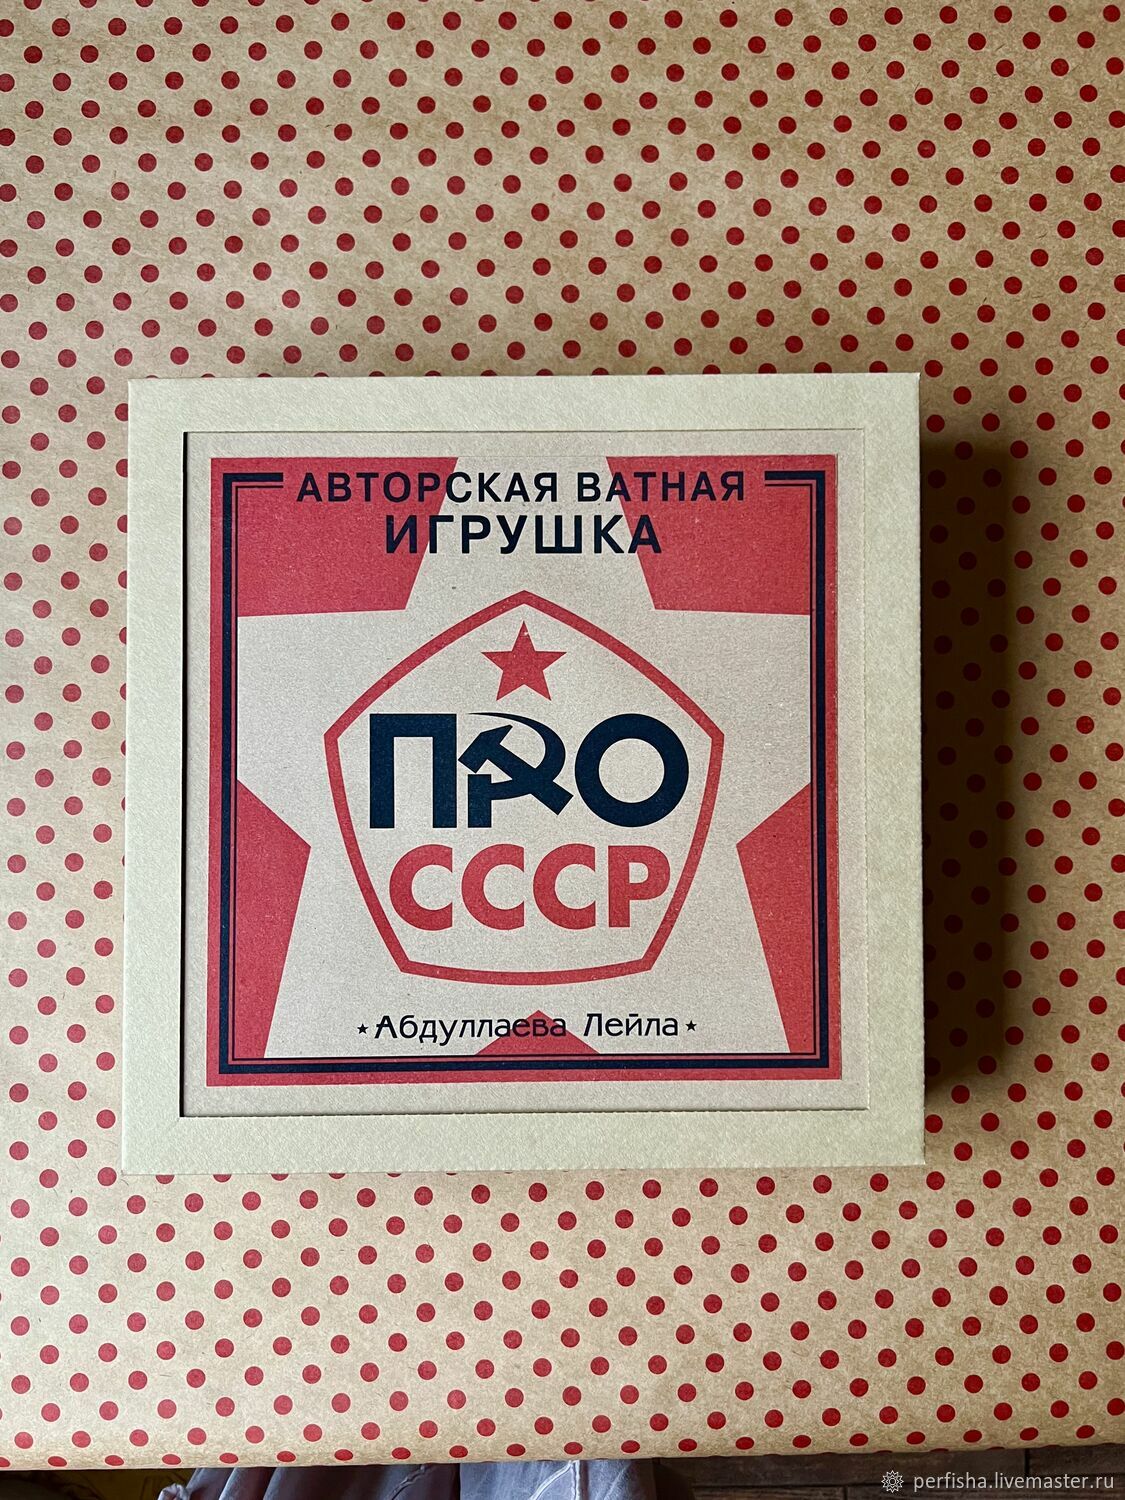 АВТОРСКАЯ ВАТНАЯ
ИГРУШКА
ПРО
СССР
Абдуллаева Лейла
perfisha.livemaster.ru